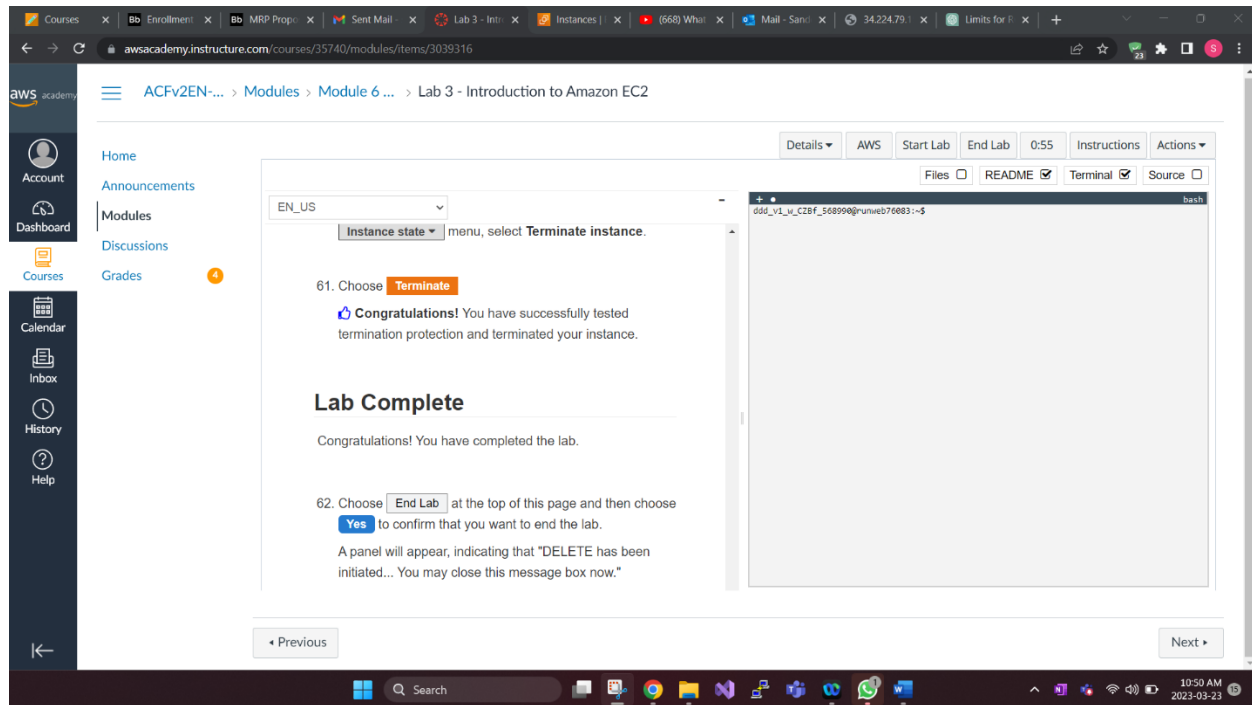 Courses
Bb Enrollment
Bb MRP Propo
Sent Mail -
Lab 3 - Intro
Instances |
(668) What
Mail - Sand
34.224.79.1
Limits for R
awsacademy.instructure.com/courses/35740/modules/items/3039316
23
S
aws academy
ACFv2EN-... > Modules > Module 6 ... > Lab 3 - Introduction to Amazon EC2
Account
Dashboard
Courses
Calendar
Inbox
History
Help
Home
Announcements
Modules
Discussions
Grades 4
Details AWS Start Lab End Lab 0:55 Instructions Actions
Files README Terminal Source
EN_US
Instance state menu, select Terminate instance.
61. Choose Terminate
Congratulations! You have successfully tested
termination protection and terminated your instance.
Lab Complete
Congratulations! You have completed the lab.
62. Choose End Lab at the top of this page and then choose
Yes to confirm that you want to end the lab.
A panel will appear, indicating that "DELETE has been
initiated... You may close this message box now."
bash
ddd_v1_w_CZBf_568990@runweb76083:~$
Previous
Next
Search
10:50 AM
2023-03-23
15